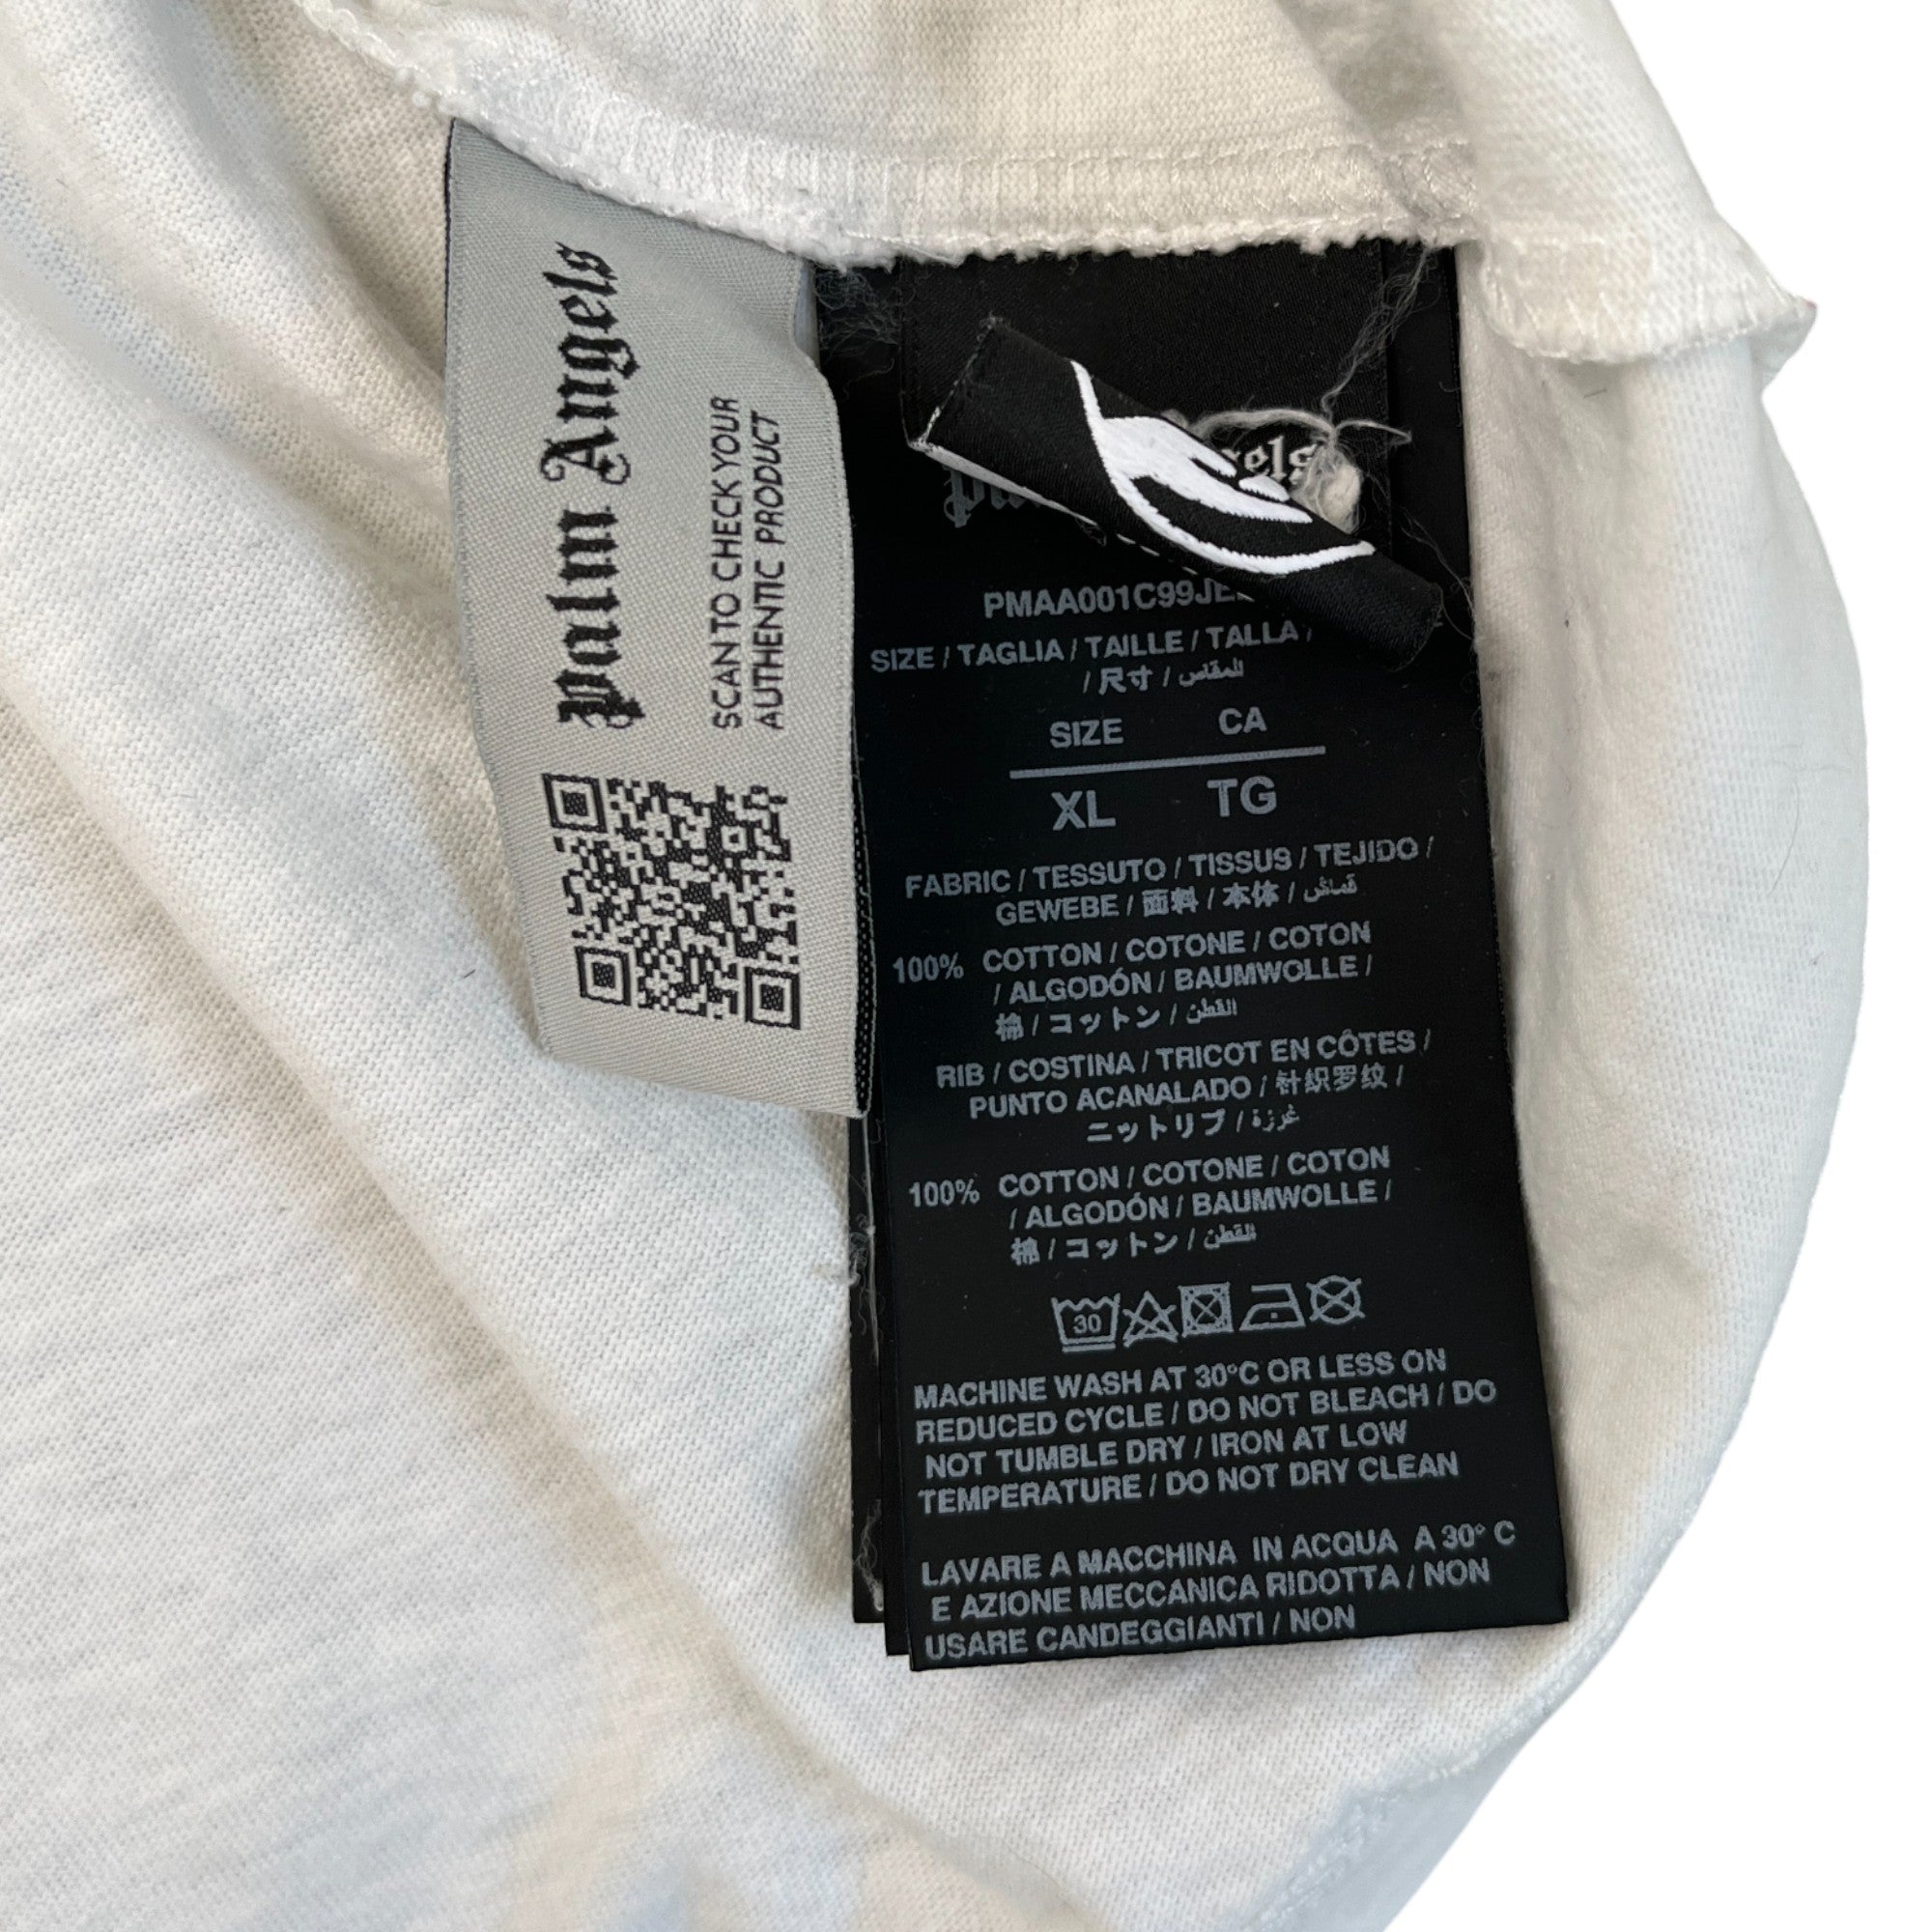 Palm Angels
SCAN TO CHECK YOUR
AUTHENTIC PRODUCT
SIZE / TAGLIA / TAILLE / TALLA /
/ 尺寸 / المقاس
SIZE CA
XL TG
FABRIC / TESSUTO / TISSUS / TEJIDO /
GEWEBE / 面料 / 本体 / قماش
100% COTTON / COTONE / COTON
/ ALGODÓN / BAUMWOLLE /
棉 / コットン / القطن
RIB / COSTINA / TRICOT EN CÔTES /
PUNTO ACANALADO / 针织罗纹 /
ニットリブ / غرزة
100% COTTON / COTONE / COTON
/ ALGODÓN / BAUMWOLLE /
棉 / コットン / القطن
30
MACHINE WASH AT 30°C OR LESS ON
REDUCED CYCLE / DO NOT BLEACH / DO
NOT TUMBLE DRY / IRON AT LOW
TEMPERATURE / DO NOT DRY CLEAN
LAVARE A MACCHINA IN ACQUA A 30° C
E AZIONE MECCANICA RIDOTTA / NON
USARE CANDEGGIANTI / NON